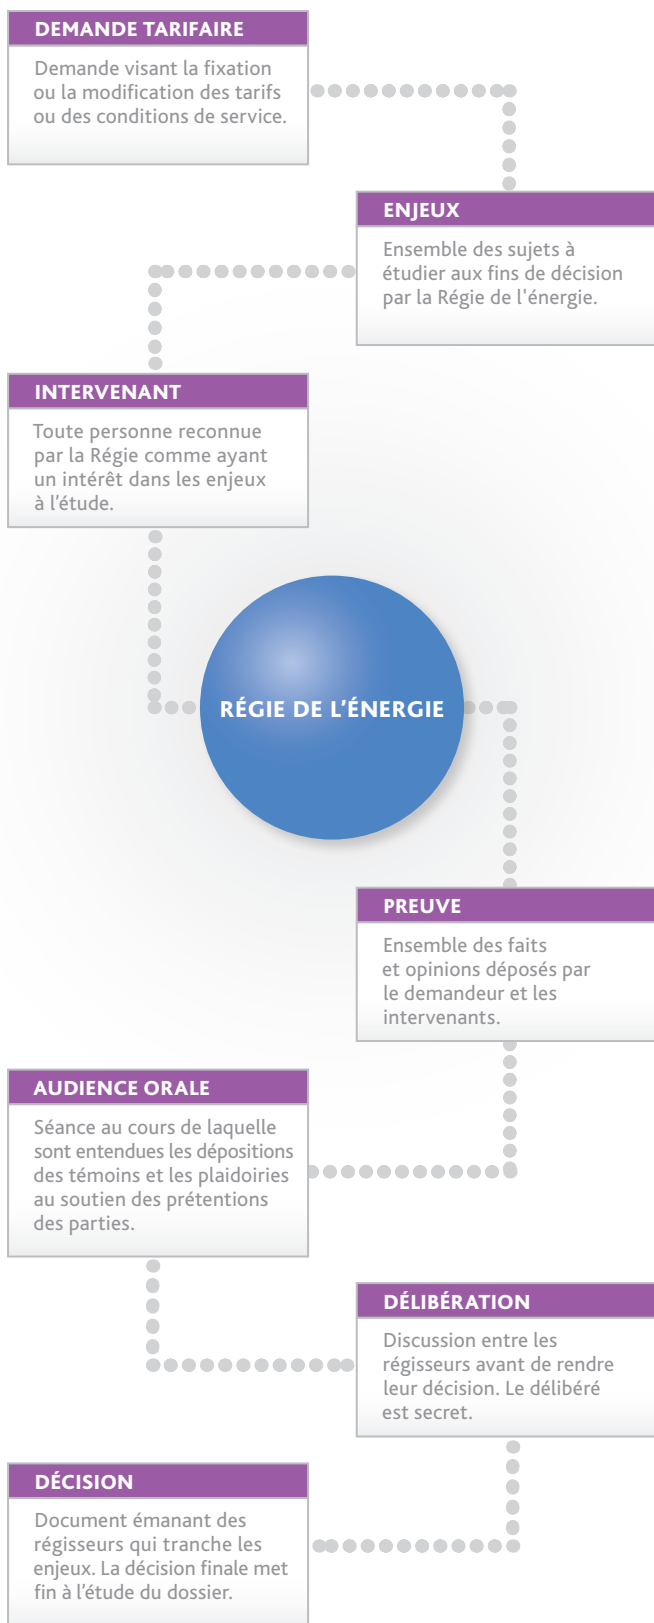 DEMANDE TARIFAIRE
Demande visant la fixation
ou la modification des tarifs
ou des conditions de service.
ENJEUX
Ensemble des sujets à
étudier aux fins de décision
par la Régie de l'énergie.
INTERVENANT
Toute personne reconnue
par la Régie comme ayant
un intérêt dans les enjeux
à l’étude.
RÉGIE DE L’ÉNERGIE
PREUVE
Ensemble des faits
et opinions déposés par
le demandeur et les
intervenants.
AUDIENCE ORALE
Séance au cours de laquelle
sont entendues les dépositions
des témoins et les plaidoiries
au soutien des prétentions
des parties.
DÉLIBÉRATION
Discussion entre les
régisseurs avant de rendre
leur décision. Le délibéré
est secret.
DÉCISION
Document émanant des
régisseurs qui tranche les
enjeux. La décision finale met
fin à l’étude du dossier.